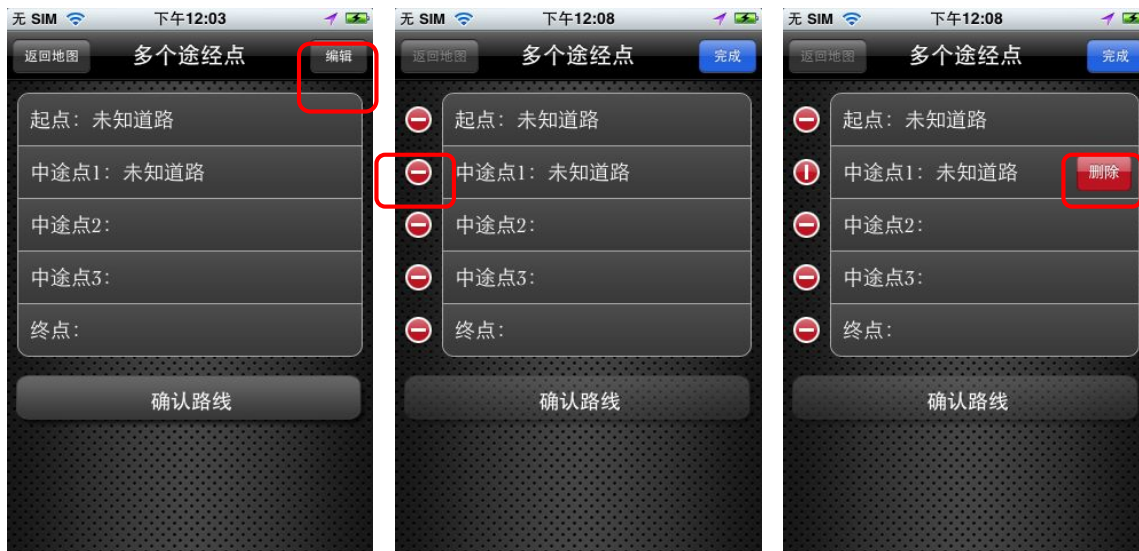 无 SIM 下午12:03
返回地图 多个途经点 编辑
起点：未知道路
中途点1：未知道路
中途点2：
中途点3：
终点：
确认路线
无 SIM 下午12:08
返回地图 多个途经点 完成
起点：未知道路
中途点1：未知道路
中途点2：
中途点3：
终点：
确认路线
无 SIM 下午12:08
返回地图 多个途经点 完成
起点：未知道路
中途点1：未知道路 删除
中途点2：
中途点3：
终点：
确认路线